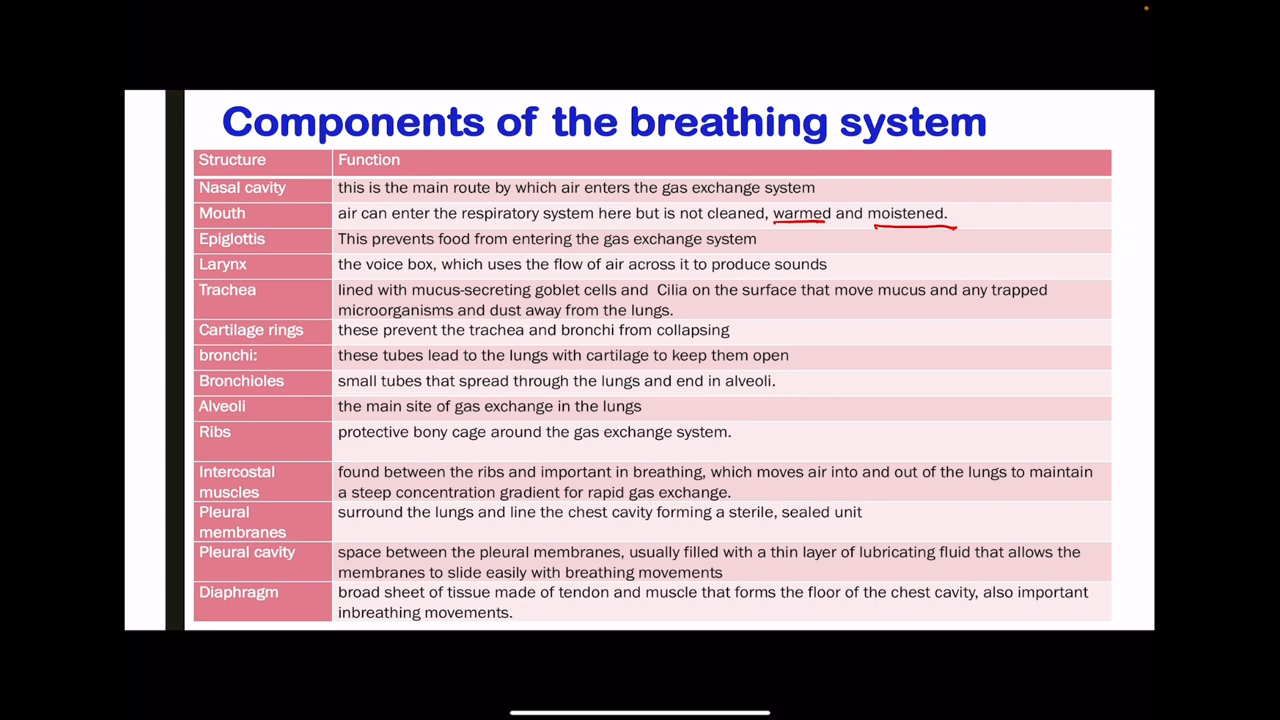 Components of the breathing system
Structure Function
Nasal cavity this is the main route by which air enters the gas exchange system
Mouth air can enter the respiratory system here but is not cleaned, warmed and moistened.
Epiglottis This prevents food from entering the gas exchange system
Larynx the voice box, which uses the flow of air across it to produce sounds
Trachea lined with mucus-secreting goblet cells and Cilia on the surface that move mucus and any trapped
microorganisms and dust away from the lungs.
Cartilage rings these prevent the trachea and bronchi from collapsing
bronchi: these tubes lead to the lungs with cartilage to keep them open
Bronchioles small tubes that spread through the lungs and end in alveoli.
Alveoli the main site of gas exchange in the lungs
Ribs protective bony cage around the gas exchange system.
Intercostal found between the ribs and important in breathing, which moves air into and out of the lungs to maintain
muscles a steep concentration gradient for rapid gas exchange.
Pleural surround the lungs and line the chest cavity forming a sterile, sealed unit
membranes
Pleural cavity space between the pleural membranes, usually filled with a thin layer of lubricating fluid that allows the
membranes to slide easily with breathing movements
Diaphragm broad sheet of tissue made of tendon and muscle that forms the floor of the chest cavity, also important
inbreathing movements.